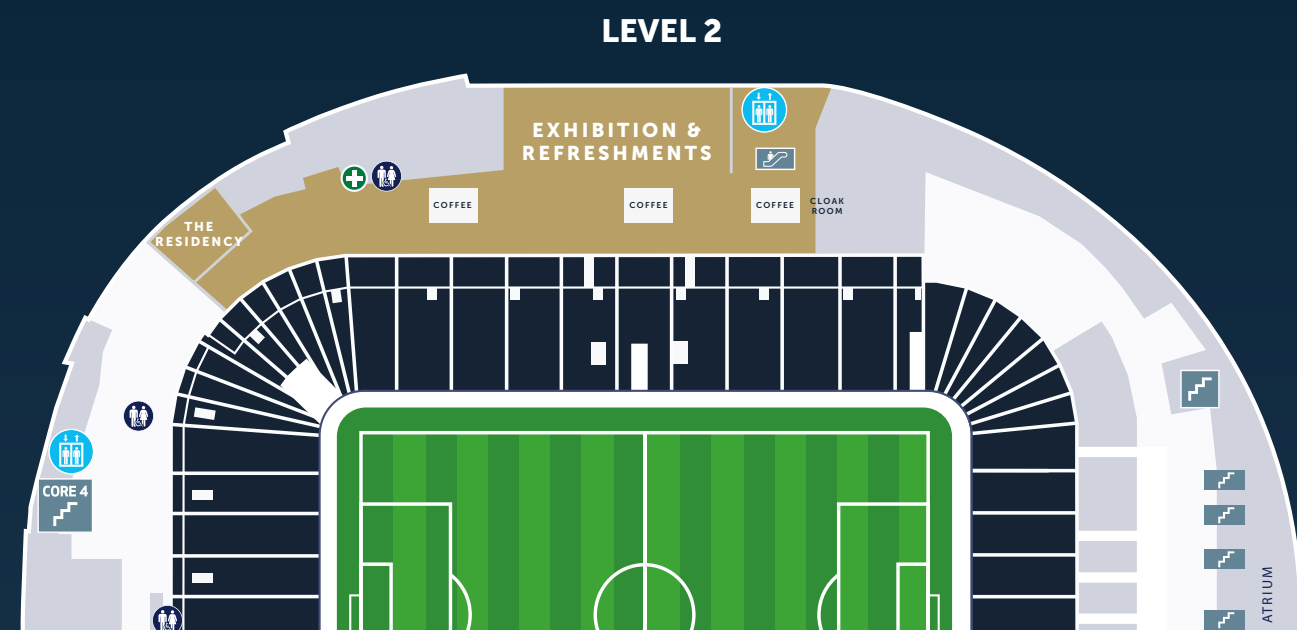 LEVEL 2
EXHIBITION &
REFRESHMENTS
COFFEE
COFFEE
COFFEE
CLOAK
ROOM
THE
RESIDENCY
CORE 4
ATRIUM